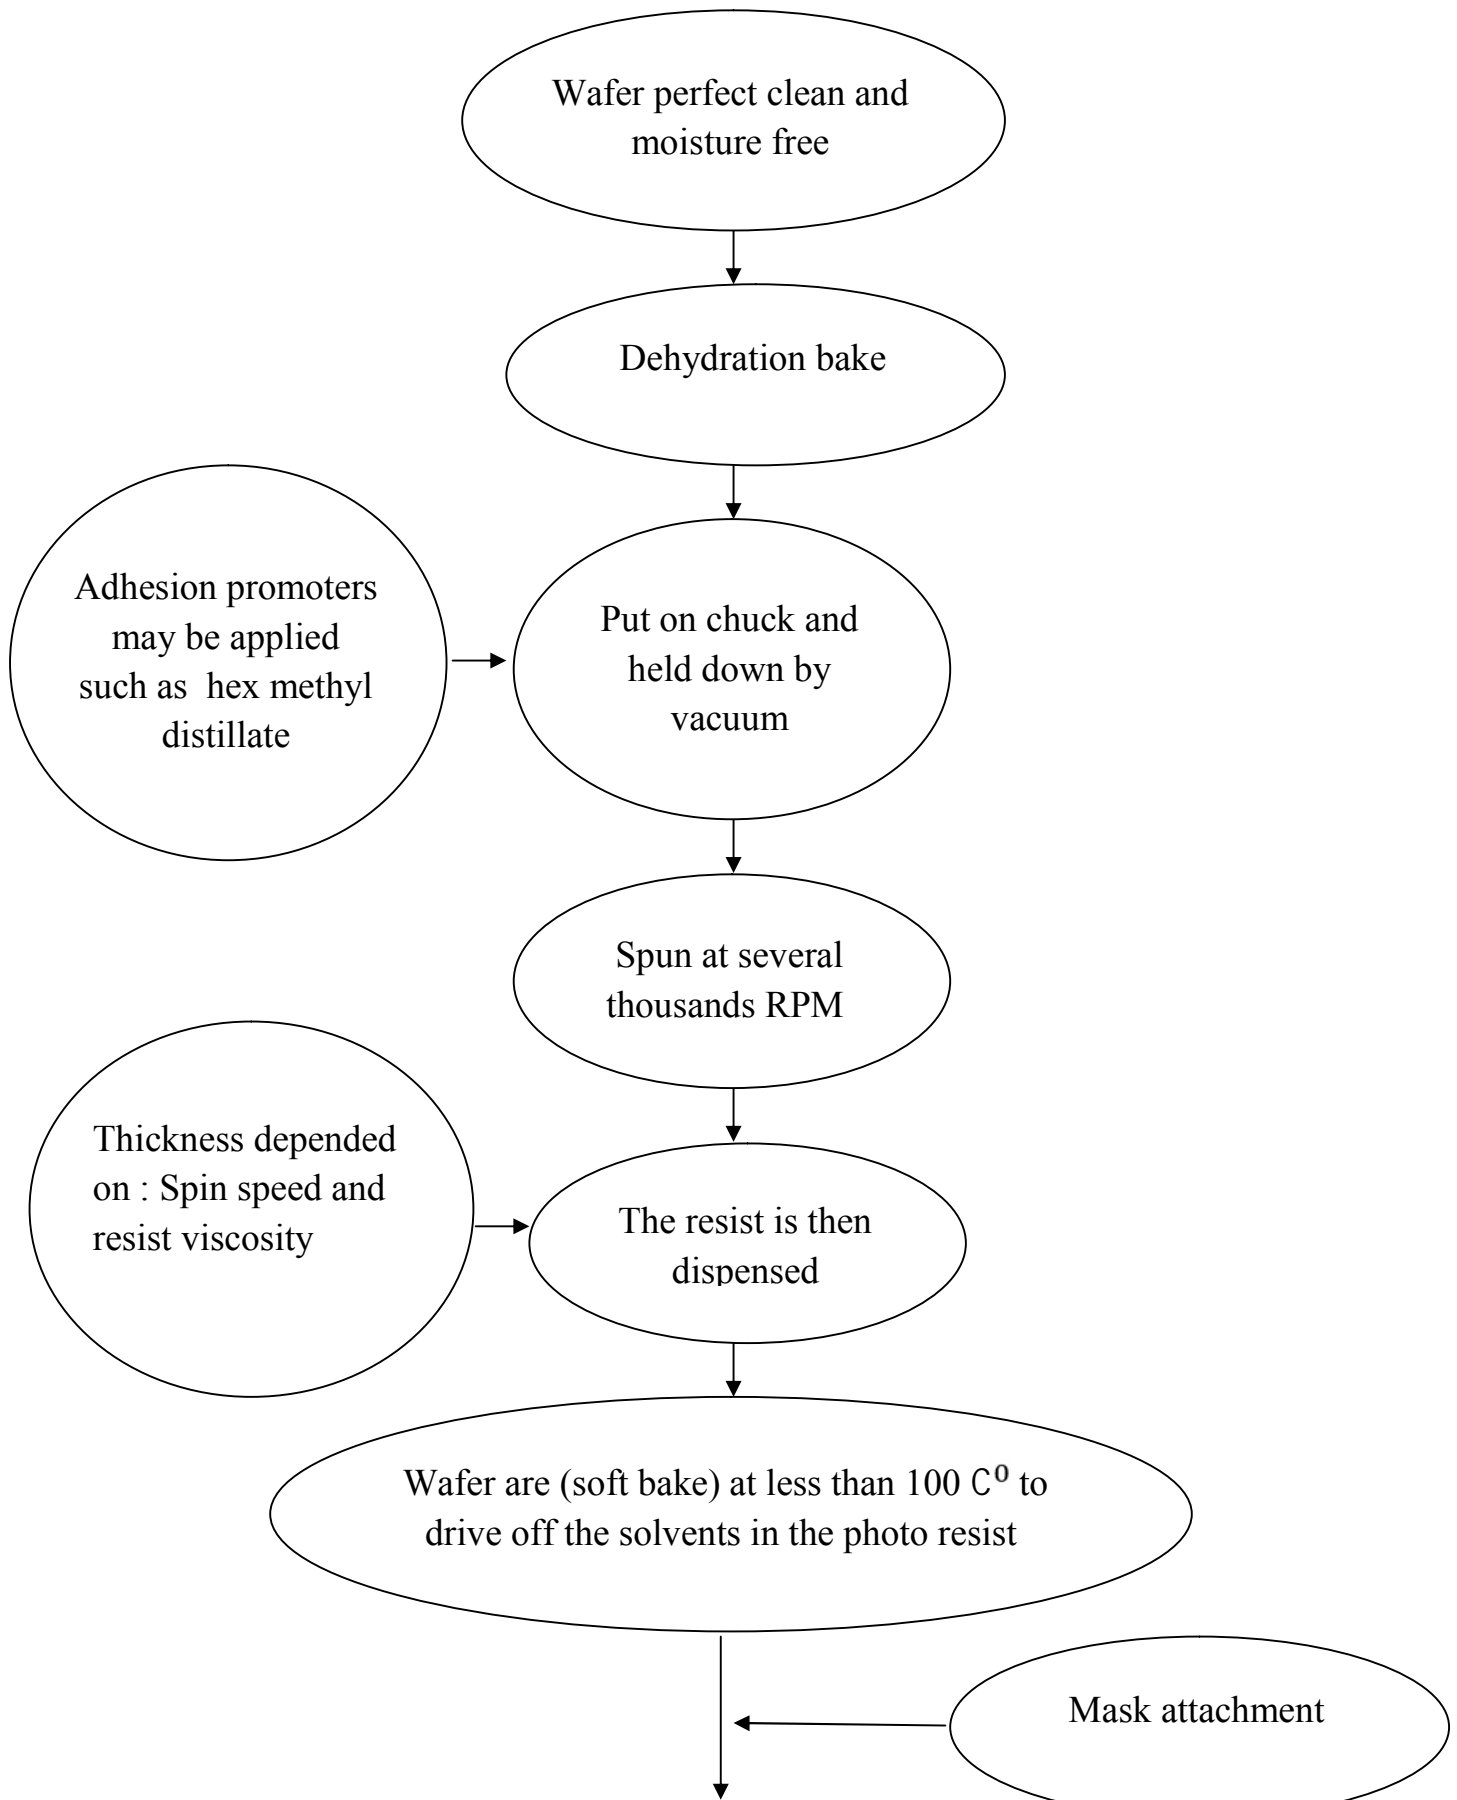 Wafer perfect clean and
moisture free
Dehydration bake
Adhesion promoters
may be applied
such as  hex methyl
distillate
Put on chuck and
held down by
vacuum
Spun at several
thousands RPM
Thickness depended
on : Spin speed and
resist viscosity
The resist is then
dispensed
Wafer are (soft bake) at less than 100 C⁰ to
drive off the solvents in the photo resist
Mask attachment